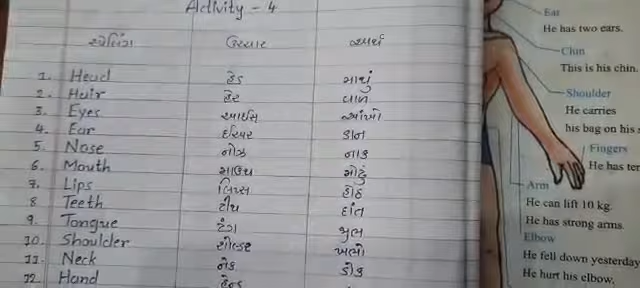 Activity - 4
સ્પેલિંગ ઉચ્ચાર અર્થ
1. Head હેડ માથું
2. Hair હેર વાળ
3. Eyes આઈસ આંખો
4. Ear ઈયર કાન
5. Nose નોઝ નાક
6. Mouth માઉથ મોઢું
7. Lips લિપ્સ હોઠ
8 Teeth ટીથ દાંત
9. Tongue ટંગ જીભ
10. Shoulder શોલ્ડર ખભો
11. Neck નેક ડોક
12. Hand હેન્ડ
Ear
He has two ears.
Chin
This is his chin.
Shoulder
He carries
his bag on his s
Fingers
He has ter
Arm
He can lift 10 kg.
He has strong arms.
Elbow
He fell down yesterday
He hurt his elbow.